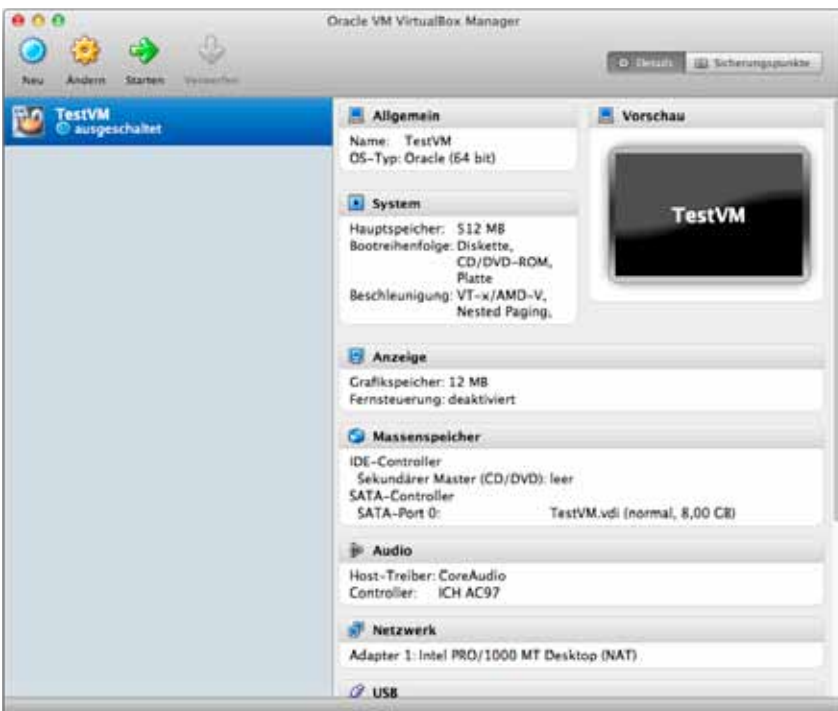 Oracle VM VirtualBox Manager
Neu
Ändern
Starten
Verwerfen
Details
Sicherungspunkte
TestVM
ausgeschaltet
Allgemein
Name: TestVM
OS-Typ: Oracle (64 bit)
System
Hauptspeicher: 512 MB
Bootreihenfolge: Diskette,
CD/DVD-ROM,
Platte
Beschleunigung: VT-x/AMD-V,
Nested Paging,
Vorschau
TestVM
Anzeige
Grafikspeicher: 12 MB
Fernsteuerung: deaktiviert
Massenspeicher
IDE-Controller
Sekundärer Master (CD/DVD): leer
SATA-Controller
SATA-Port 0: TestVM.vdi (normal, 8,00 GB)
Audio
Host-Treiber: CoreAudio
Controller: ICH AC97
Netzwerk
Adapter 1: Intel PRO/1000 MT Desktop (NAT)
USB